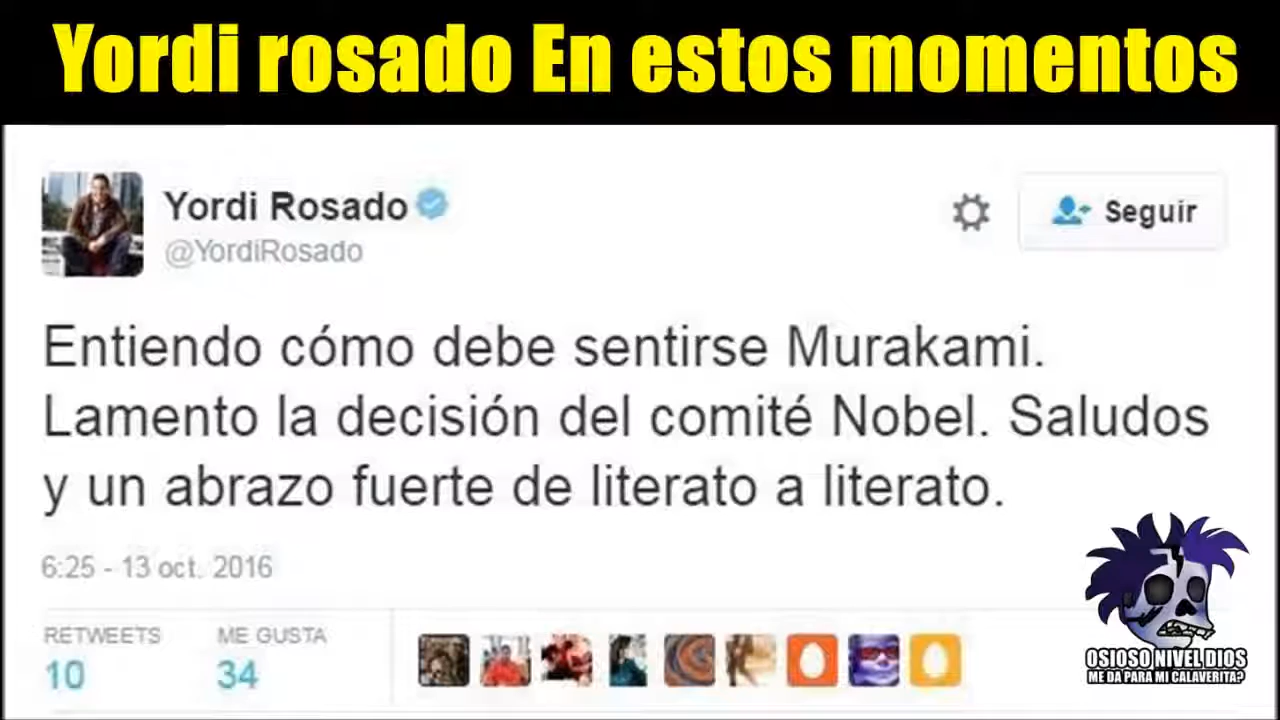 Yordi rosado En estos momentos
Yordi Rosado
@YordiRosado
Seguir
Entiendo cómo debe sentirse Murakami.
Lamento la decisión del comité Nobel. Saludos
y un abrazo fuerte de literato a literato.
6:25 - 13 oct. 2016
RETWEETS
ME GUSTA
10
34
OSIOSO NIVEL DIOS
ME DA PARA MI CALAVERITA?